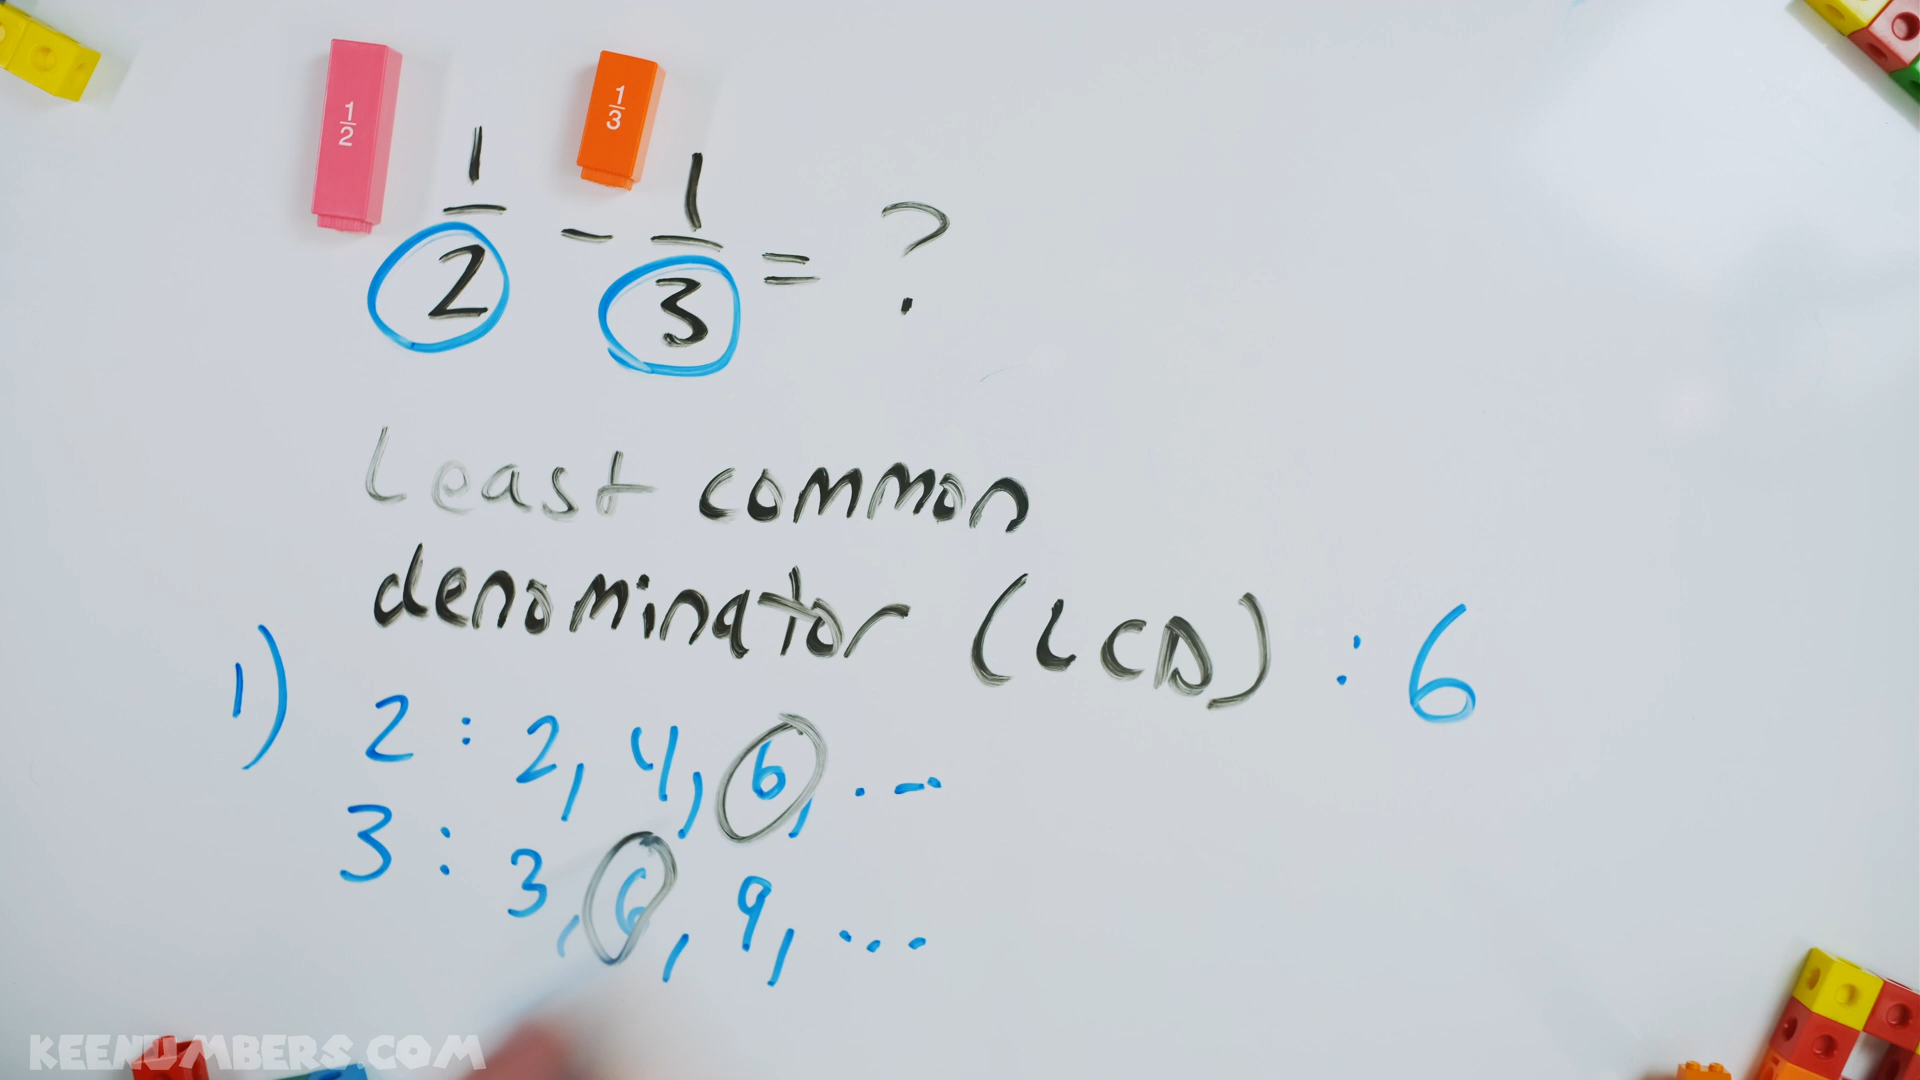 1/2
1/3
1/2 - 1/3 = ?
Least common
denominator (LCD) : 6
1) 2 : 2, 4, 6, ...
3 : 3, 6, 9, ...
KEENUMBERS.COM